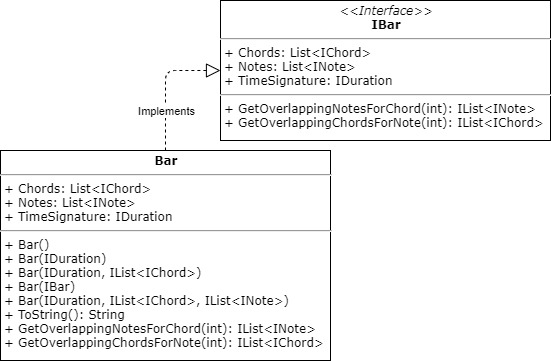 <<Interface>>
IBar
+ Chords: List<IChord>
+ Notes: List<INote>
+ TimeSignature: IDuration
+ GetOverlappingNotesForChord(int): IList<INote>
+ GetOverlappingChordsForNote(int): IList<IChord>
Implements
Bar
+ Chords: List<IChord>
+ Notes: List<INote>
+ TimeSignature: IDuration
+ Bar()
+ Bar(IDuration)
+ Bar(IDuration, IList<IChord>)
+ Bar(IBar)
+ Bar(IDuration, IList<IChord>, IList<INote>)
+ ToString(): String
+ GetOverlappingNotesForChord(int): IList<INote>
+ GetOverlappingChordsForNote(int): IList<IChord>